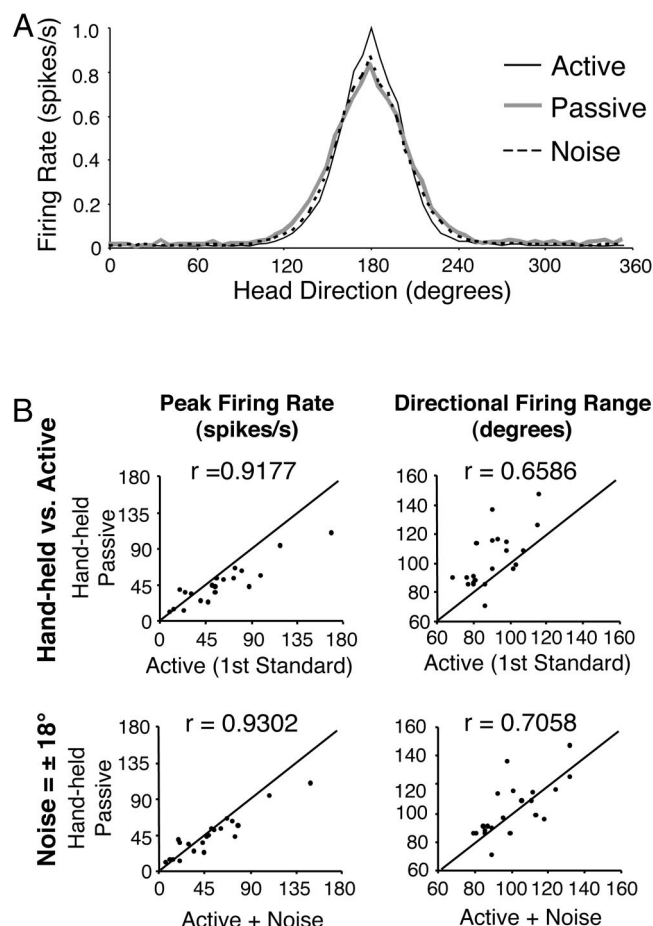 A
Firing Rate (spikes/s)
1.0
0.8
0.6
0.4
0.2
0
Active
Passive
Noise
0 60 120 180 240 300 360
Head Direction (degrees)
B
Peak Firing Rate
(spikes/s)
Directional Firing Range
(degrees)
Hand-held vs. Active
Hand-held
Passive
r =0.9177
180
135
90
45
0
0 45 90 135 180
Active (1st Standard)
r = 0.6586
160
140
120
100
80
60
60 80 100 120 140 160
Active (1st Standard)
Noise = ± 18°
Hand-held
Passive
r = 0.9302
180
135
90
45
0
0 45 90 135 180
Active + Noise
r = 0.7058
160
140
120
100
80
60
60 80 100 120 140 160
Active + Noise